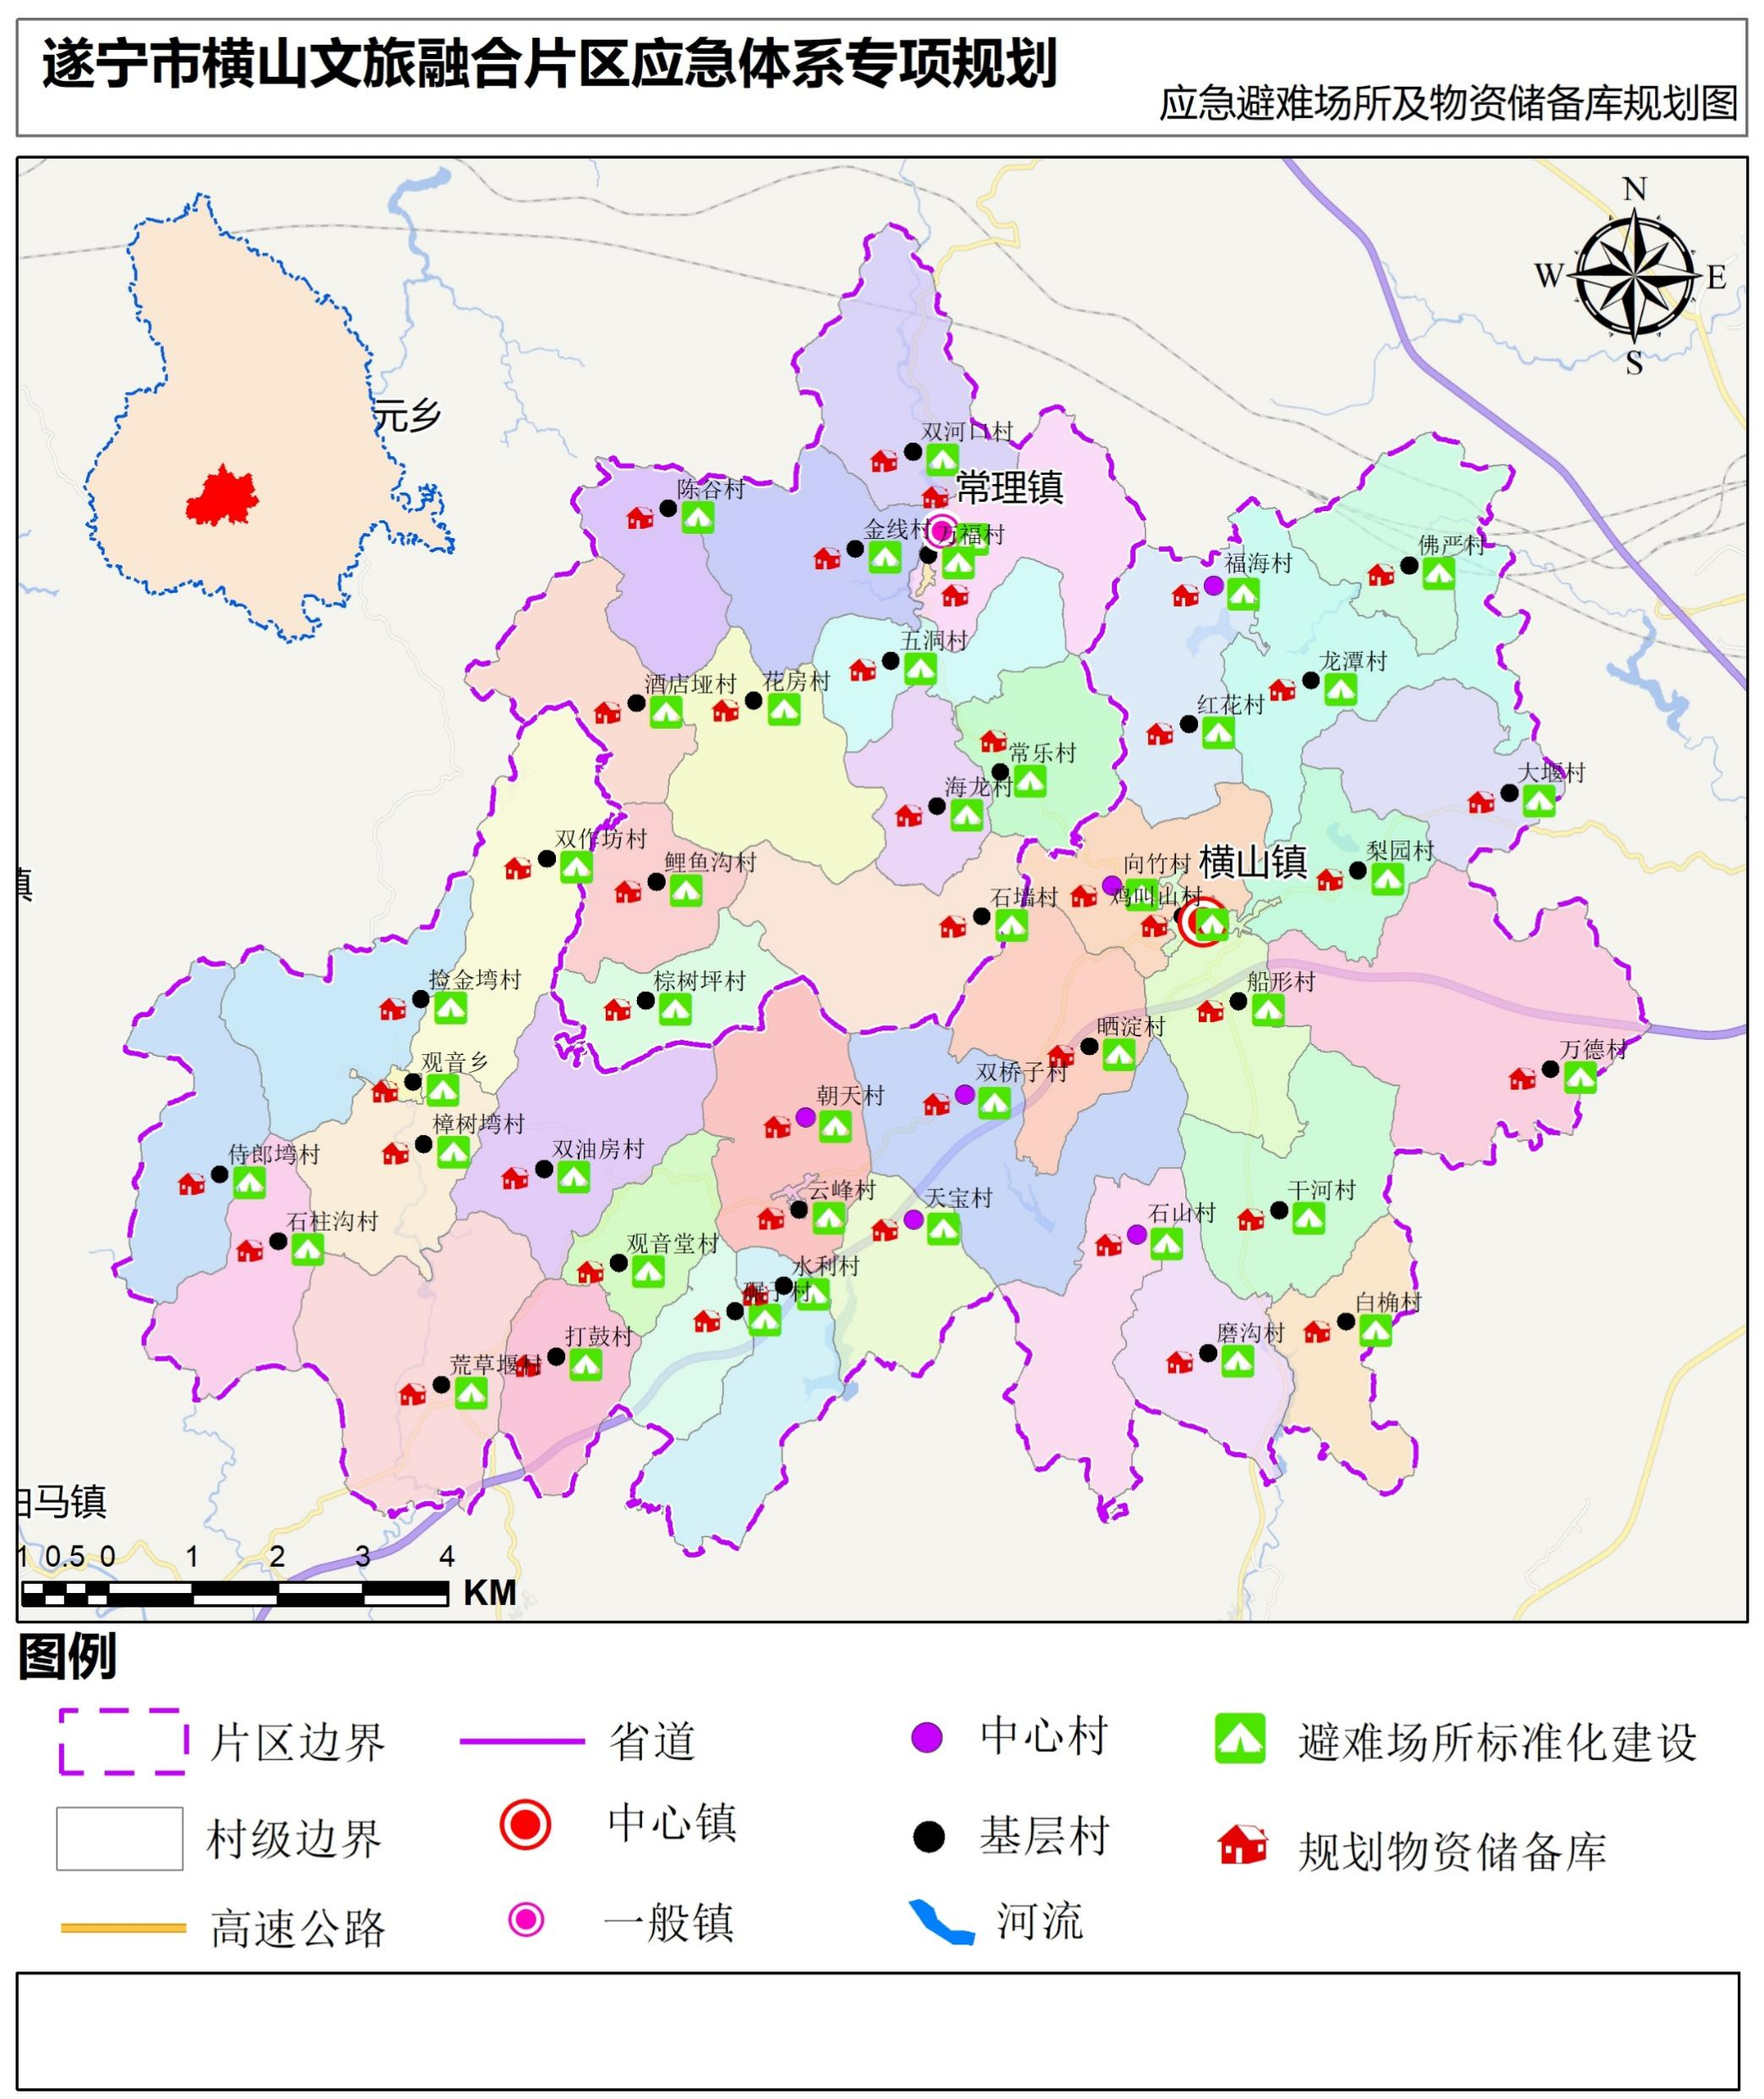 遂宁市横山文旅融合片区应急体系专项规划
应急避难场所及物资储备库规划图
N
W E
S
元乡
双河口村
常理镇
陈谷村
金线村
万福村
福海村
佛严村
五洞村
龙潭村
酒店垭村
花房村
红花村
常乐村
海龙村
大堰村
双作坊村
鲤鱼沟村
向竹村
横山镇
梨园村
石墙村
鸡叫山村
镇
捡金塆村
棕树坪村
船形村
晒淀村
万德村
观音乡
双桥子村
朝天村
樟树塆村
双油房村
侍郎塆村
云峰村
天宝村
石山村
干河村
石柱沟村
观音堂村
水利村
白桷村
磨沟村
打鼓村
荒草堰村
白马镇
1 0.5 0 1 2 3 4
KM
图例
片区边界
省道
中心村
避难场所标准化建设
村级边界
中心镇
基层村
规划物资储备库
高速公路
一般镇
河流